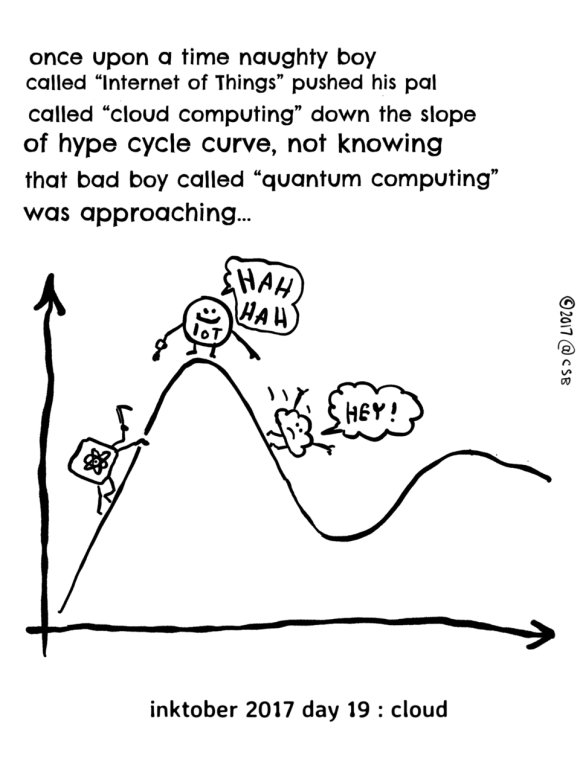 once upon a time naughty boy
called “Internet of Things” pushed his pal
called “cloud computing” down the slope
of hype cycle curve, not knowing
that bad boy called “quantum computing”
was approaching...
HAH
HAH
IOT
HEY!
©2017 @CSB
inktober 2017 day 19 : cloud